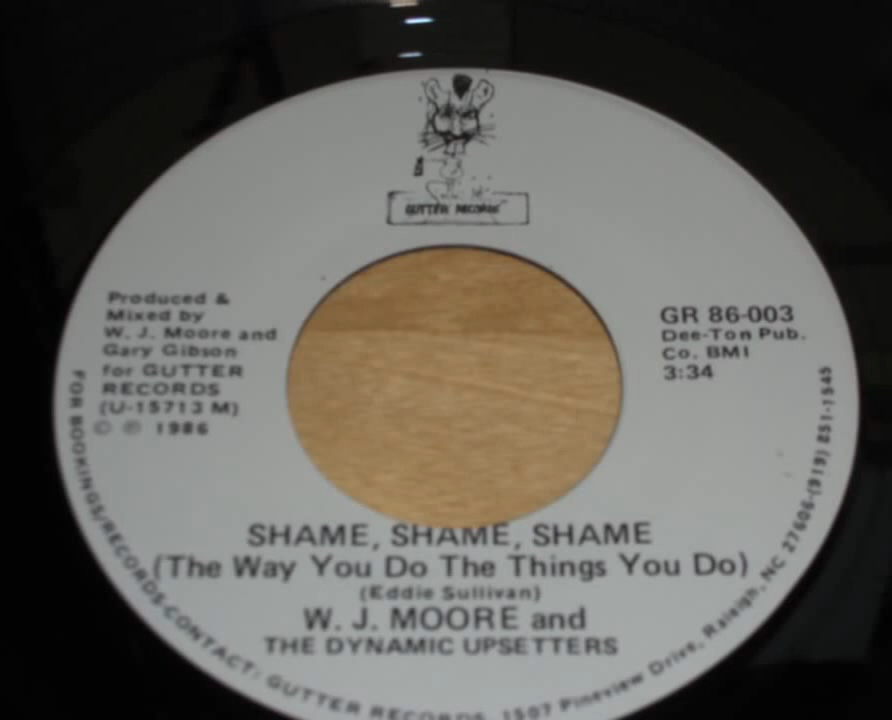 GUTTER RECORDS
Produced &
Mixed by
W. J. Moore and
Gary Gibson
for GUTTER
RECORDS
(U-15713 M)
© ℗ 1986
GR 86-003
Dee-Ton Pub.
Co. BMI
3:34
SHAME, SHAME, SHAME
(The Way You Do The Things You Do)
(Eddie Sullivan)
W. J. MOORE and
THE DYNAMIC UPSETTERS
FOR BOOKINGS/RECORDS-CONTACT: GUTTER RECORDS, 1507 Pineview Drive, Raleigh, NC 27606-(919) 851-1545